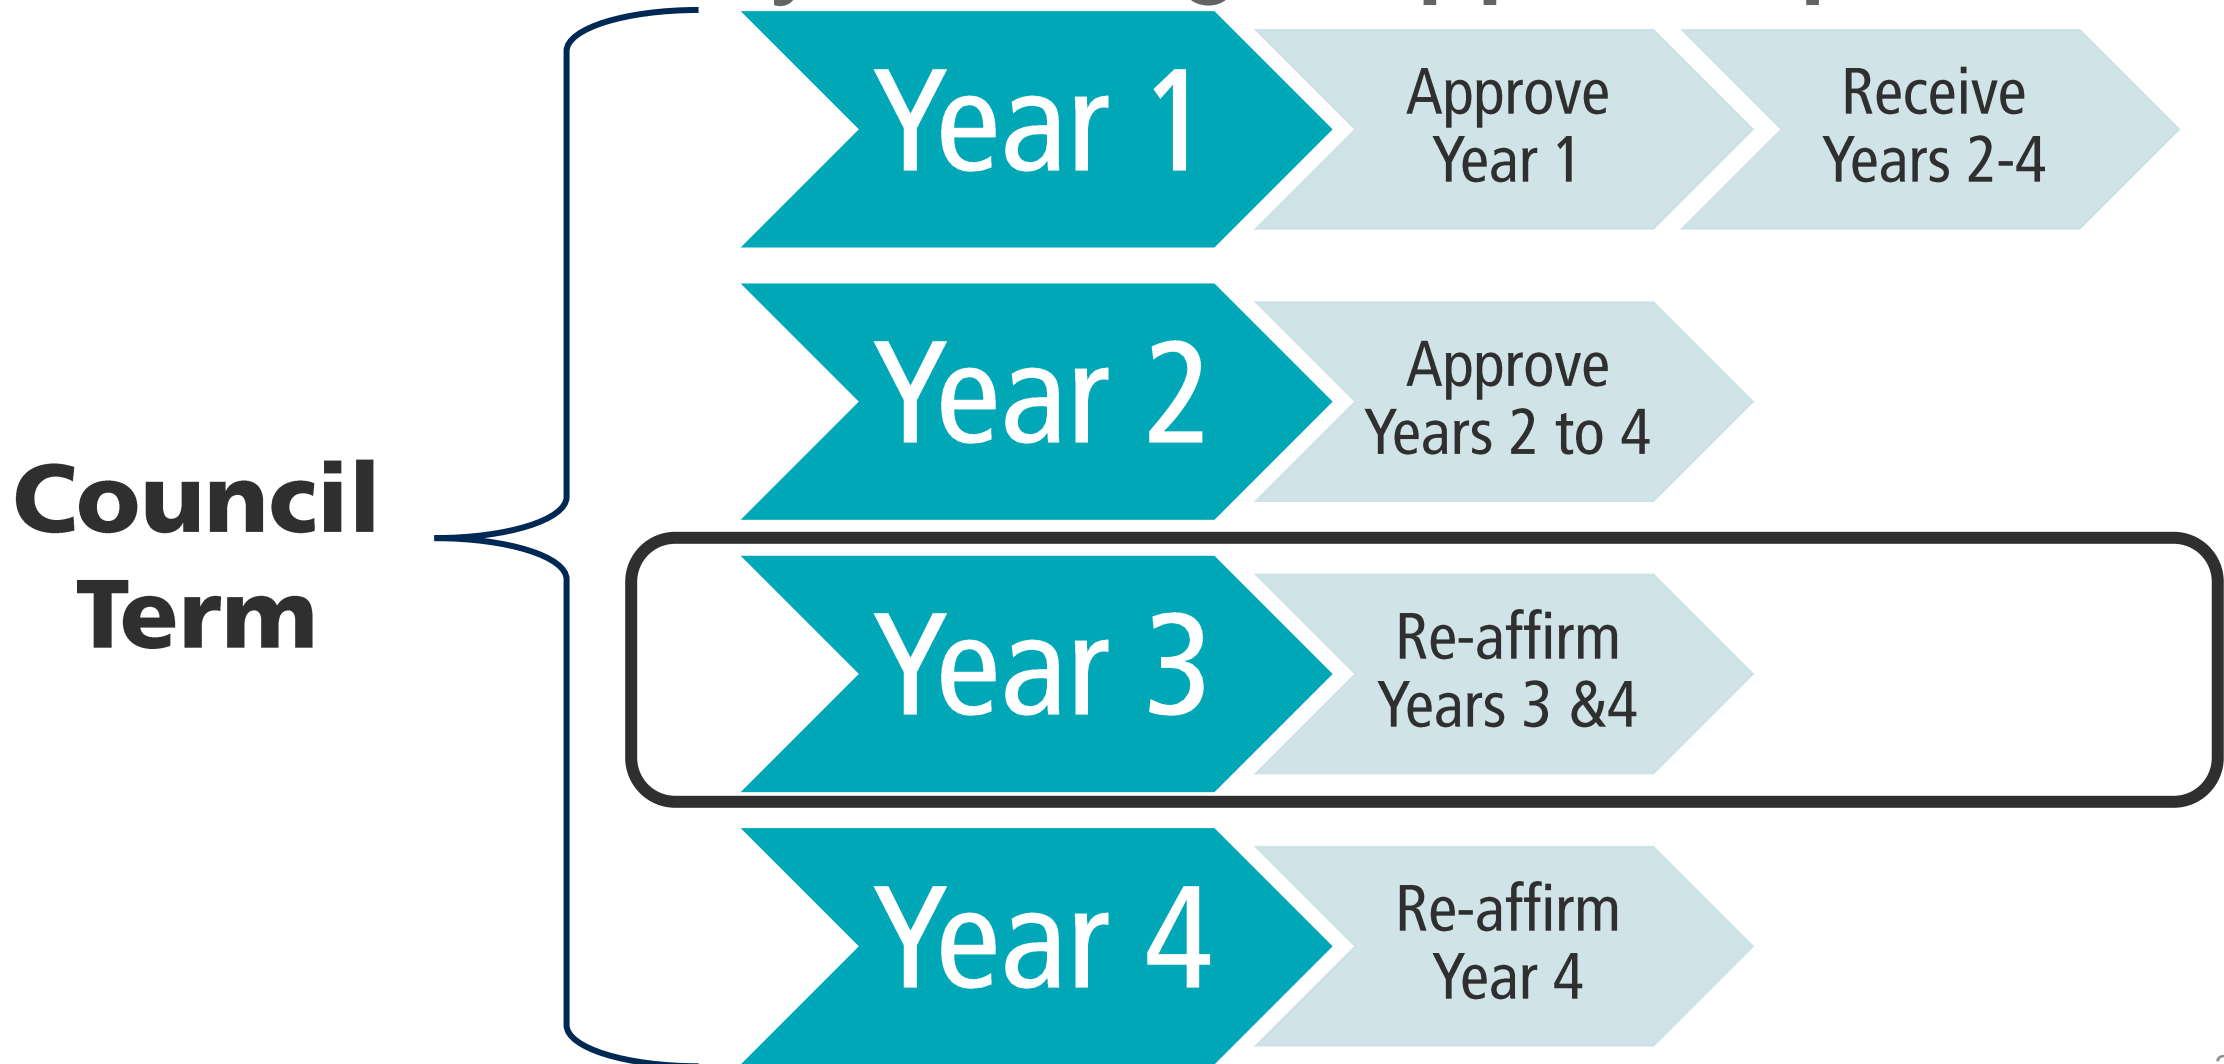 Council
Term
Year 1
Approve
Year 1
Receive
Years 2-4
Year 2
Approve
Years 2 to 4
Year 3
Re-affirm
Years 3 &4
Year 4
Re-affirm
Year 4